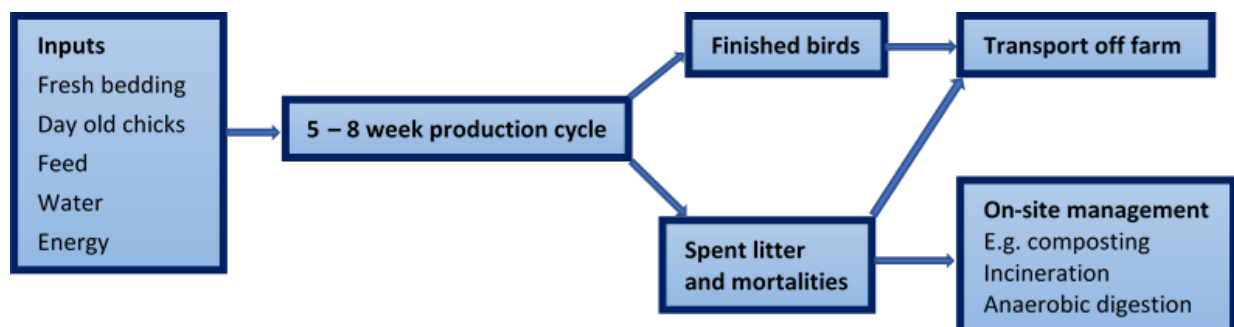 Inputs
Fresh bedding
Day old chicks
Feed
Water
Energy
5 – 8 week production cycle
Finished birds
Transport off farm
Spent litter
and mortalities
On-site management
E.g. composting
Incineration
Anaerobic digestion